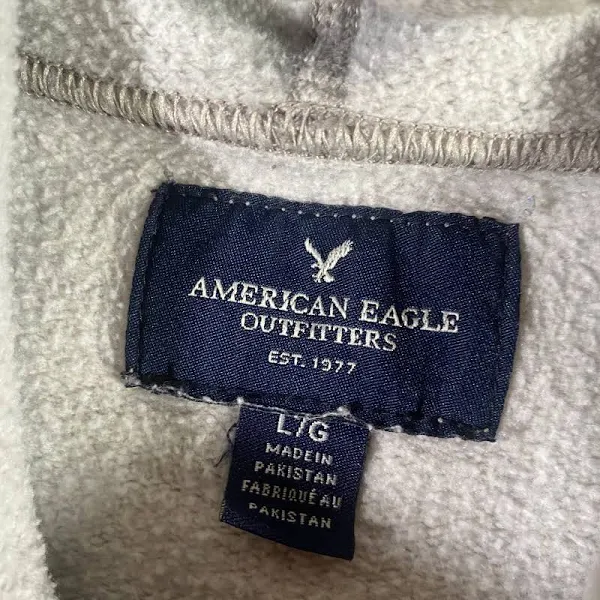 AMERICAN EAGLE
OUTFITTERS
EST. 1977
L/G
MADE IN
PAKISTAN
FABRIQUÉ AU
PAKISTAN